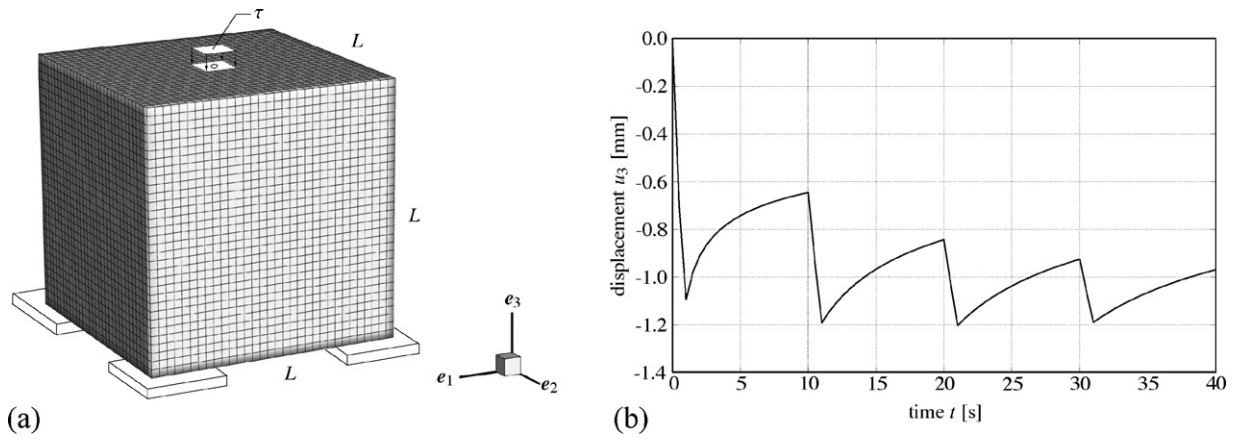 τ
L
o
L
L
e₃
e₁
e₂
(a)
displacement u₃ [mm]
0.0
-0.2
-0.4
-0.6
-0.8
-1.0
-1.2
-1.4
0 5 10 15 20 25 30 35 40
time t [s]
(b)